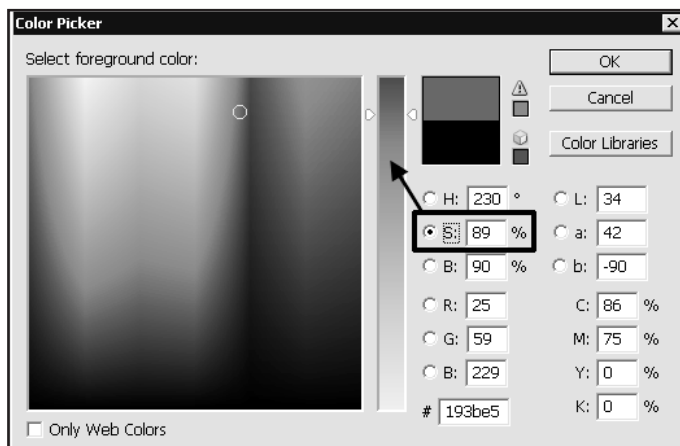 Color Picker
Select foreground color:
OK
Cancel
Color Libraries
H: 230 °
S: 89 %
B: 90 %
R: 25
G: 59
B: 229
# 193be5
L: 34
a: 42
b: -90
C: 86 %
M: 75 %
Y: 0 %
K: 0 %
Only Web Colors